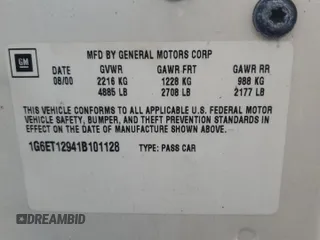 GM
MFD BY GENERAL MOTORS CORP
DATE GVWR GAWR FRT GAWR RR
08/00 2216 KG 1228 KG 988 KG
4885 LB 2708 LB 2177 LB
THIS VEHICLE CONFORMS TO ALL APPLICABLE U.S. FEDERAL MOTOR
VEHICLE SAFETY, BUMPER, AND THEFT PREVENTION STANDARDS
IN EFFECT ON THE DATE OF MANUFACTURE SHOWN ABOVE.
1G6ET12941B101128 TYPE: PASS CAR
DREAMBID